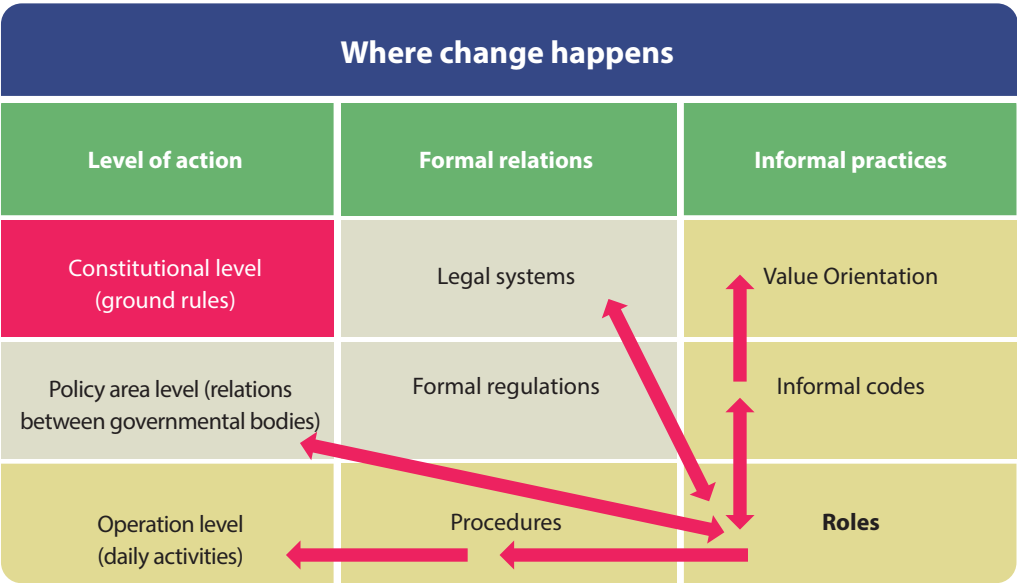 Where change happens
Level of action
Formal relations
Informal practices
Constitutional level
(ground rules)
Legal systems
Value Orientation
Policy area level (relations
between governmental bodies)
Formal regulations
Informal codes
Operation level
(daily activities)
Procedures
Roles